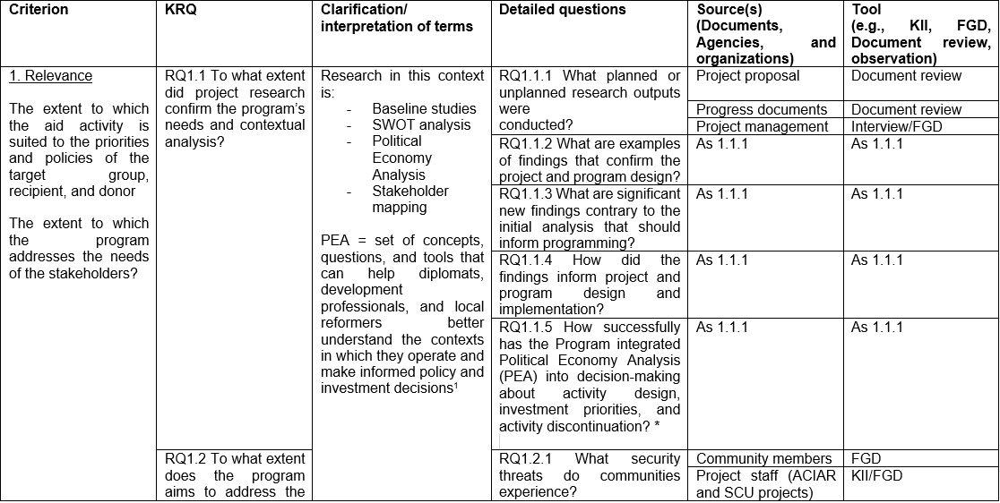 Criterion
KRQ
Clarification/
interpretation of terms
Detailed questions
Source(s)
(Documents,
Agencies, and
organizations)
Tool
(e.g., KII, FGD,
Document review,
observation)
1. Relevance
The extent to which
the aid activity is
suited to the priorities
and policies of the
target group,
recipient, and donor
The extent to which
the program
addresses the needs
of the stakeholders?
RQ1.1 To what extent
did project research
confirm the program's
needs and contextual
analysis?
Research in this context
is:
- Baseline studies
- SWOT analysis
- Political
Economy
Analysis
- Stakeholder
mapping
PEA = set of concepts,
questions, and tools that
can help diplomats,
development
professionals, and local
reformers better
understand the contexts
in which they operate and
make informed policy and
investment decisions¹
RQ1.1.1 What planned or
unplanned research outputs
were
conducted?
Project proposal
Document review
Progress documents
Document review
Project management
Interview/FGD
RQ1.1.2 What are examples
of findings that confirm the
project and program design?
As 1.1.1
As 1.1.1
RQ1.1.3 What are significant
new findings contrary to the
initial analysis that should
inform programming?
As 1.1.1
As 1.1.1
RQ1.1.4 How did the
findings inform project and
program design and
implementation?
As 1.1.1
As 1.1.1
RQ1.1.5 How successfully
has the Program integrated
Political Economy Analysis
(PEA) into decision-making
about activity design,
investment priorities, and
activity discontinuation? *
As 1.1.1
As 1.1.1
RQ1.2 To what extent
does the program
aims to address the
RQ1.2.1 What security
threats do communities
experience?
Community members
FGD
Project staff (ACIAR
and SCU projects)
KII/FGD